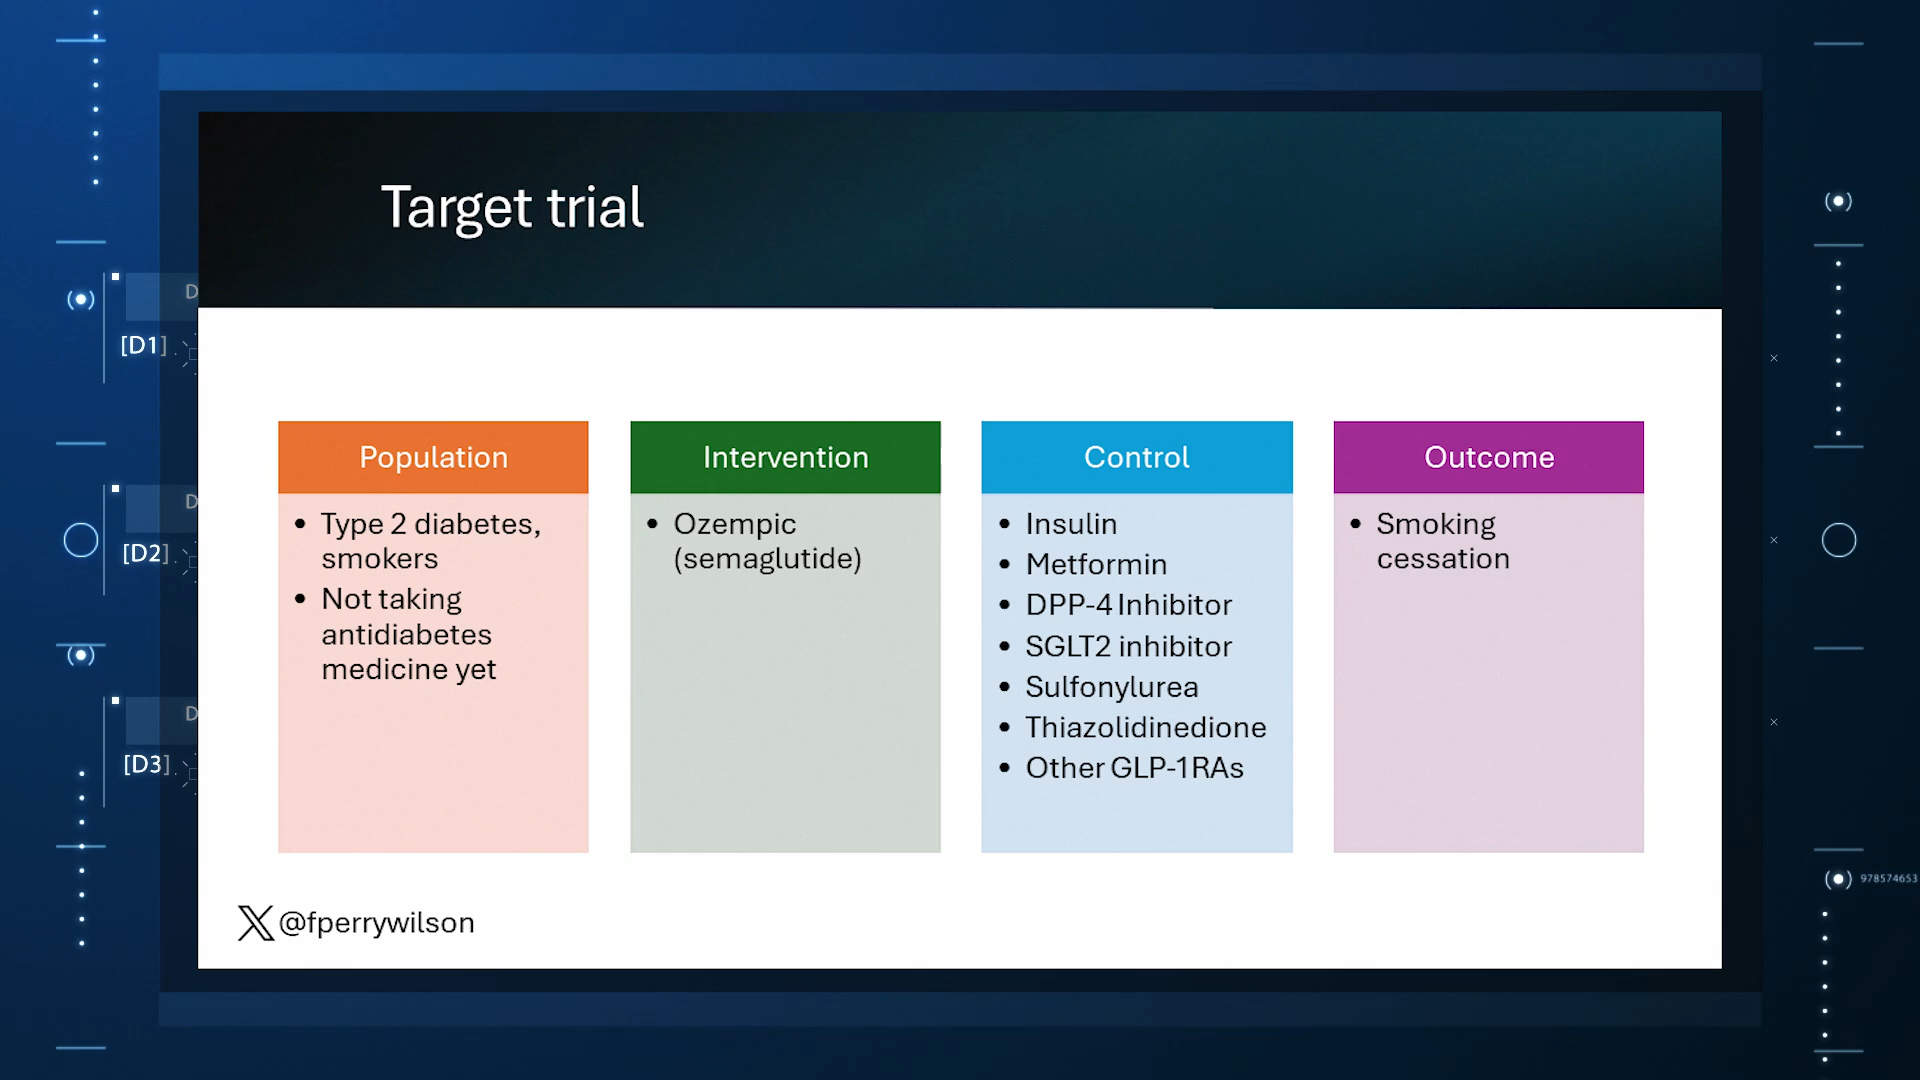 Target trial
Population
• Type 2 diabetes,
smokers
• Not taking
antidiabetes
medicine yet
Intervention
• Ozempic
(semaglutide)
Control
• Insulin
• Metformin
• DPP-4 Inhibitor
• SGLT2 inhibitor
• Sulfonylurea
• Thiazolidinedione
• Other GLP-1RAs
Outcome
• Smoking
cessation
@fperrywilson
D
[D1]
D
[D2]
D
[D3]
978574653